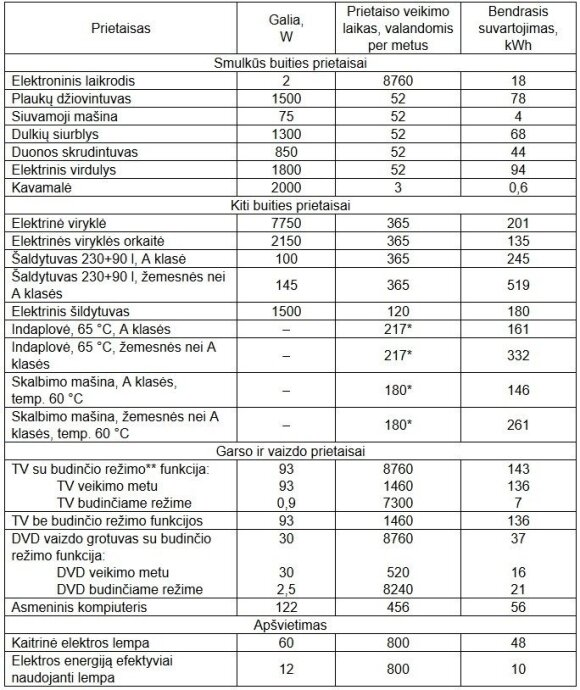 Prietaisas Galia, W Prietaiso veikimo laikas, valandomis per metus Bendrasis suvartojimas, kWh
Smulkūs buities prietaisai
Elektroninis laikrodis 2 8760 18
Plaukų džiovintuvas 1500 52 78
Siuvamoji mašina 75 52 4
Dulkių siurblys 1300 52 68
Duonos skrudintuvas 850 52 44
Elektrinis virdulys 1800 52 94
Kavamalė 2000 3 0,6
Kiti buities prietaisai
Elektrinė viryklė 7750 365 201
Elektrinės viryklės orkaitė 2150 365 135
Šaldytuvas 230+90 l, A klasė 100 365 245
Šaldytuvas 230+90 l, žemesnės nei A klasės 145 365 519
Elektrinis šildytuvas 1500 120 180
Indaplovė, 65 °C, A klasės – 217* 161
Indaplovė, 65 °C, žemesnės nei A klasės – 217* 332
Skalbimo mašina, A klasės, temp. 60 °C – 180* 146
Skalbimo mašina, žemesnės nei A klasės, temp. 60 °C – 180* 261
Garso ir vaizdo prietaisai
TV su budinčio režimo** funkcija: 93 8760 143
TV veikimo metu 93 1460 136
TV budinčiame režime 0,9 7300 7
TV be budinčio režimo funkcijos 93 1460 136
DVD vaizdo grotuvas su budinčio režimo funkcija: 30 8760 37
DVD veikimo metu 30 520 16
DVD budinčiame režime 2,5 8240 21
Asmeninis kompiuteris 122 456 56
Apšvietimas
Kaitrinė elektros lempa 60 800 48
Elektros energiją efektyviai naudojanti lempa 12 800 10